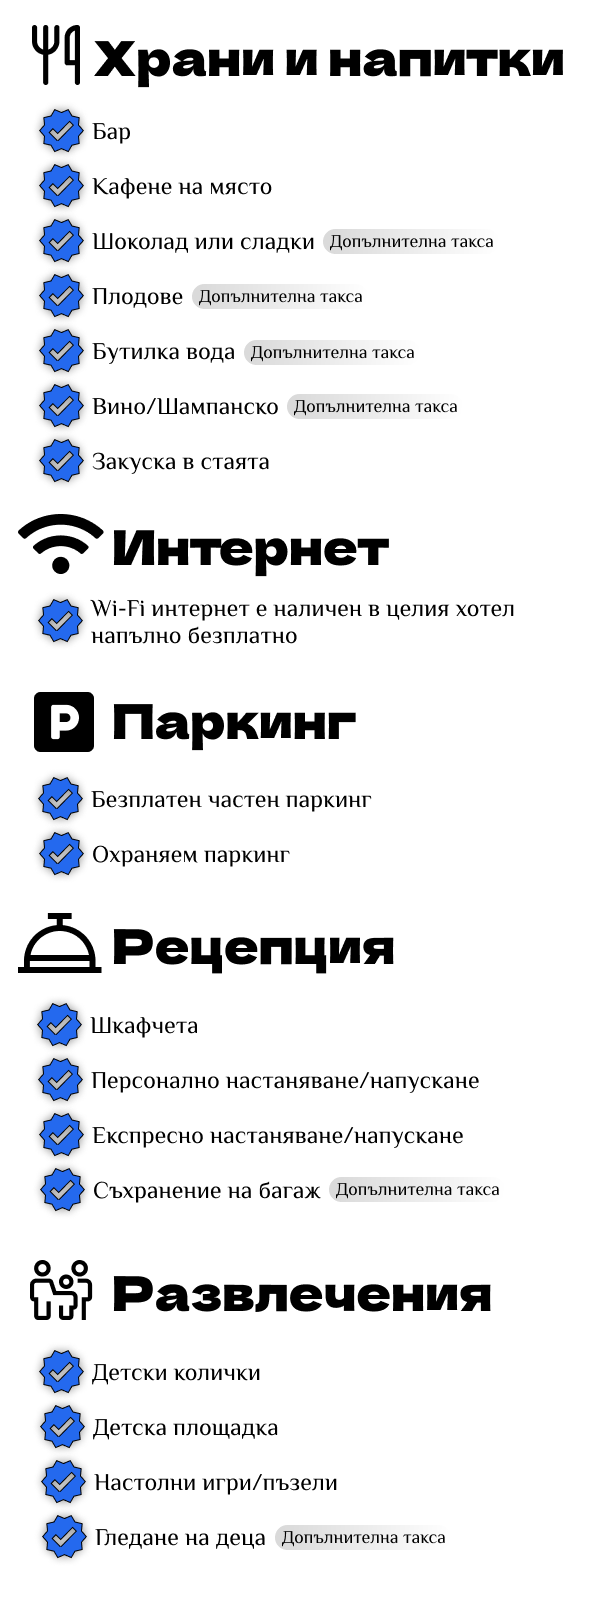 Храни и напитки
Бар
Кафене на място
Шоколад или сладки Допълнителна такса
Плодове Допълнителна такса
Бутилка вода Допълнителна такса
Вино/Шампанско Допълнителна такса
Закуска в стаята
Интернет
Wi-Fi интернет е наличен в целия хотел
напълно безплатно
P Паркинг
Безплатен частен паркинг
Охраняем паркинг
Рецепция
Шкафчета
Персонално настаняване/напускане
Експресно настаняване/напускане
Съхранение на багаж Допълнителна такса
Развлечения
Детски колички
Детска площадка
Настолни игри/пъзели
Гледане на деца Допълнителна такса